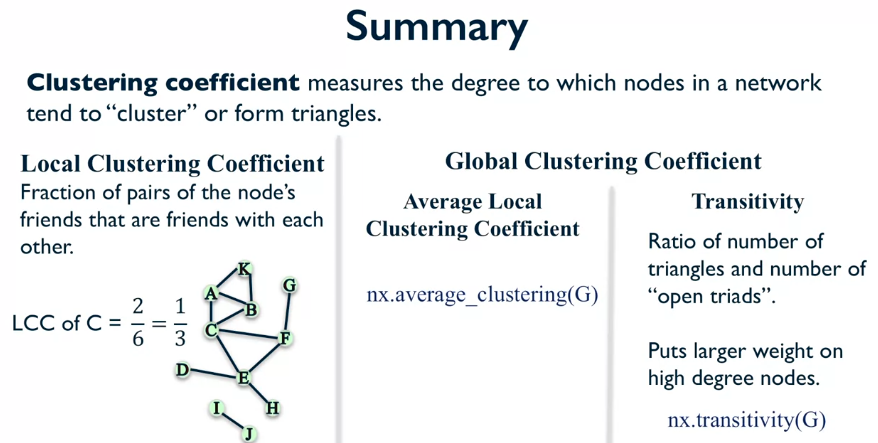 Summary
Clustering coefficient measures the degree to which nodes in a network
tend to “cluster” or form triangles.
Local Clustering Coefficient
Fraction of pairs of the node’s
friends that are friends with each
other.
LCC of C = 2/6 = 1/3
K
A
G
B
C
F
D
E
I
H
J
Global Clustering Coefficient
Average Local
Clustering Coefficient
nx.average_clustering(G)
Transitivity
Ratio of number of
triangles and number of
“open triads”.
Puts larger weight on
high degree nodes.
nx.transitivity(G)